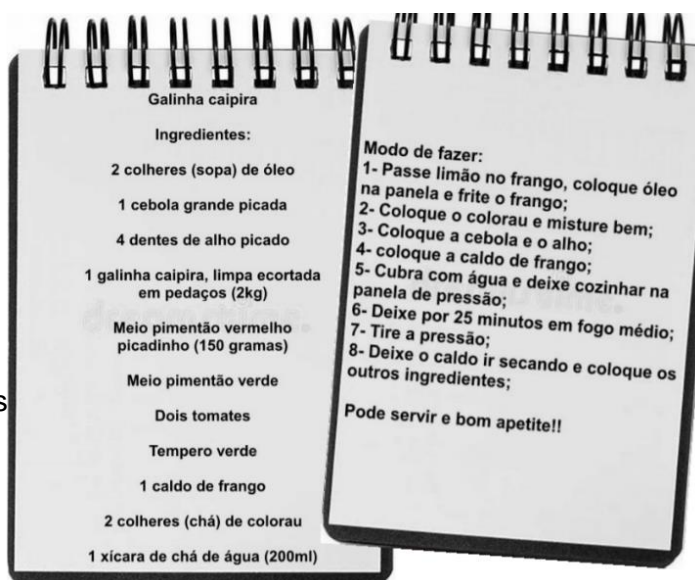 Galinha caipira
Ingredientes:
2 colheres (sopa) de óleo
1 cebola grande picada
4 dentes de alho picado
1 galinha caipira, limpa ecortada
em pedaços (2kg)
Meio pimentão vermelho
picadinho (150 gramas)
Meio pimentão verde
Dois tomates
Tempero verde
1 caldo de frango
2 colheres (chá) de colorau
1 xícara de chá de água (200ml)
Modo de fazer:
1- Passe limão no frango, coloque óleo
na panela e frite o frango;
2- Coloque o colorau e misture bem;
3- Coloque a cebola e o alho;
4- coloque a caldo de frango;
5- Cubra com água e deixe cozinhar na
panela de pressão;
6- Deixe por 25 minutos em fogo médio;
7- Tire a pressão;
8- Deixe o caldo ir secando e coloque os
outros ingredientes;
Pode servir e bom apetite!!
s